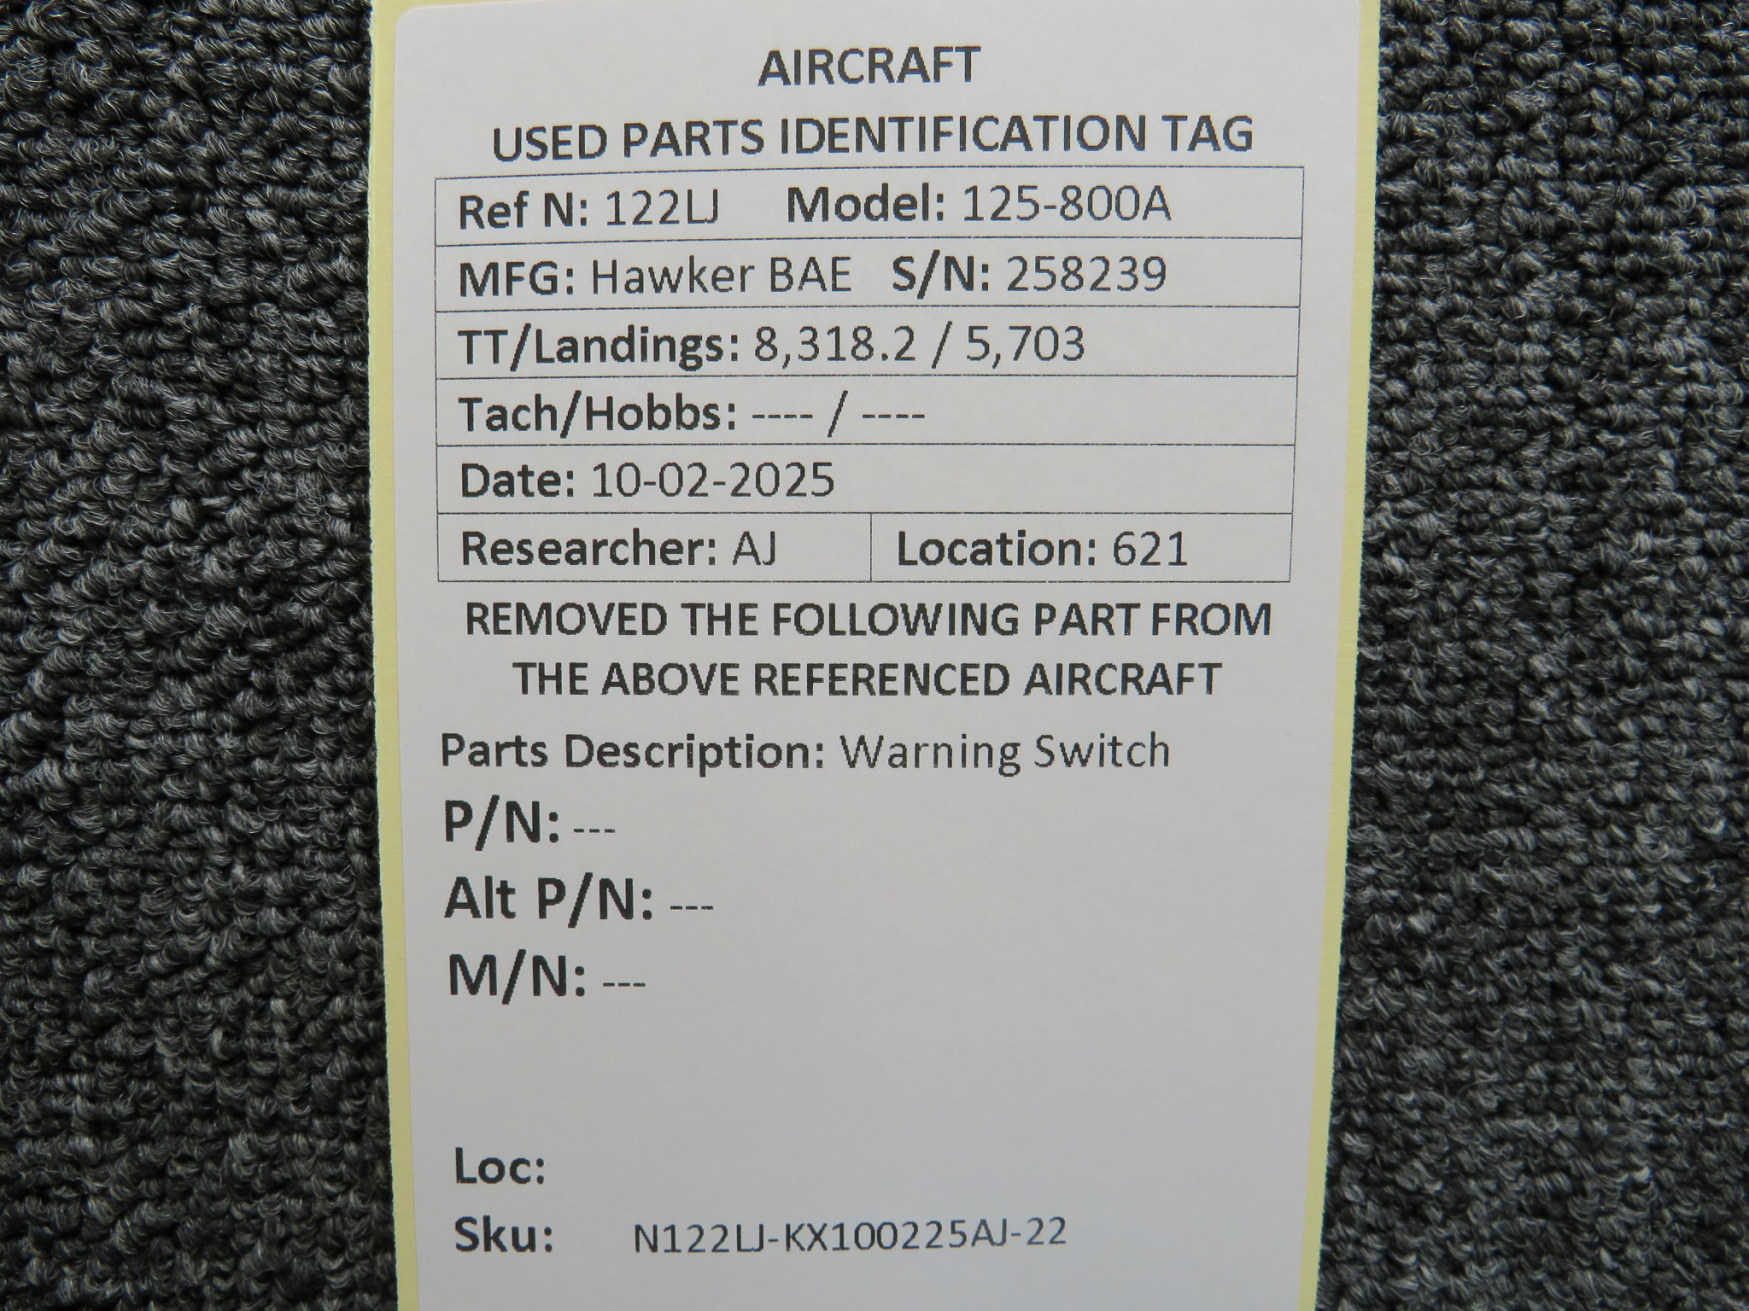 AIRCRAFT
USED PARTS IDENTIFICATION TAG
Ref N: 122LJ Model: 125-800A
MFG: Hawker BAE S/N: 258239
TT/Landings: 8,318.2 / 5,703
Tach/Hobbs: ---- / ----
Date: 10-02-2025
Researcher: AJ Location: 621
REMOVED THE FOLLOWING PART FROM
THE ABOVE REFERENCED AIRCRAFT
Parts Description: Warning Switch
P/N: ---
Alt P/N: ---
M/N: ---
Loc:
Sku: N122LJ-KX100225AJ-22